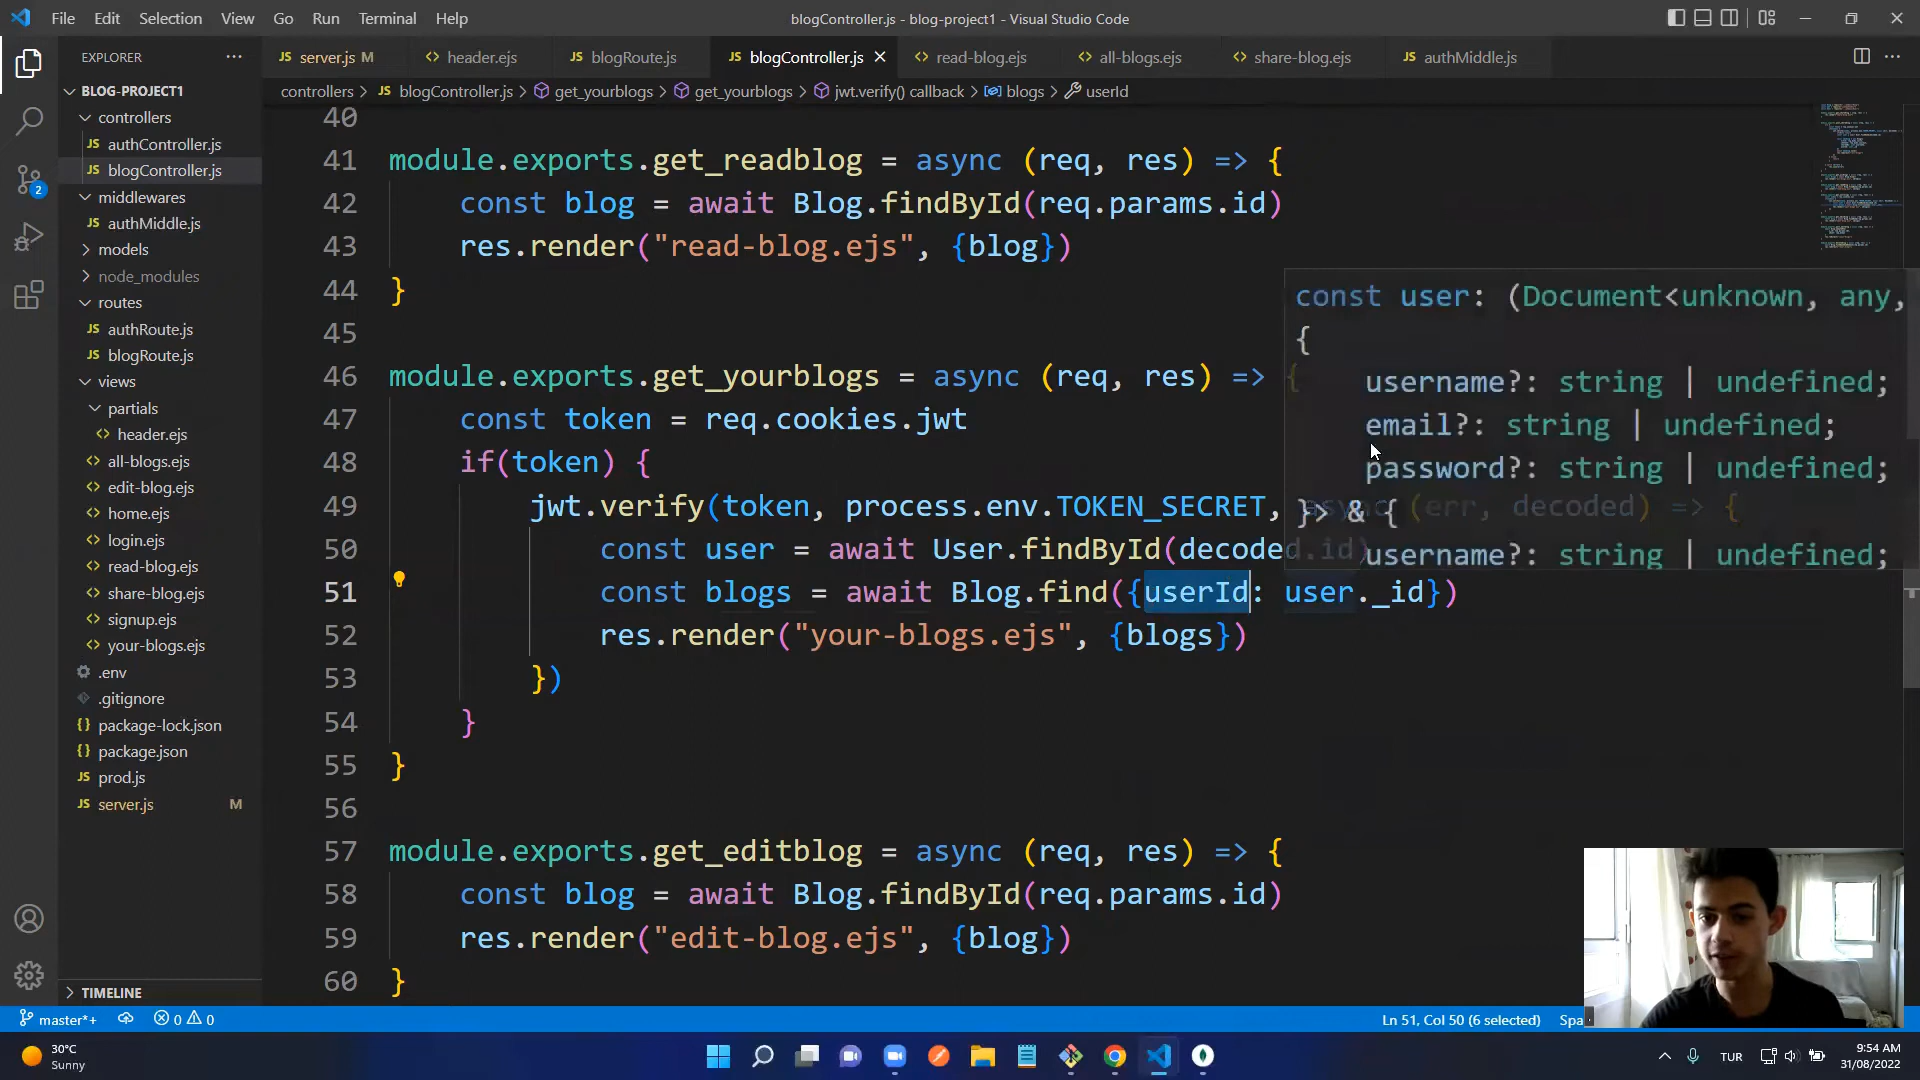 File Edit Selection View Go Run Terminal Help
blogController.js - blog-project1 - Visual Studio Code
EXPLORER
server.js M
header.ejs
blogRoute.js
blogController.js
read-blog.ejs
all-blogs.ejs
share-blog.ejs
authMiddle.js
controllers > blogController.js > get_yourblogs > get_yourblogs > jwt.verify() callback > blogs > userId
BLOG-PROJECT1
controllers
authController.js
blogController.js
middlewares
authMiddle.js
models
node_modules
routes
authRoute.js
blogRoute.js
views
partials
header.ejs
all-blogs.ejs
edit-blog.ejs
home.ejs
login.ejs
read-blog.ejs
share-blog.ejs
signup.ejs
your-blogs.ejs
.env
.gitignore
package-lock.json
package.json
prod.js
server.js M
TIMELINE
2
40
41 module.exports.get_readblog = async (req, res) => {
42 const blog = await Blog.findById(req.params.id)
43 res.render("read-blog.ejs", {blog})
44 }
45
46 module.exports.get_yourblogs = async (req, res) => {
47 const token = req.cookies.jwt
48 if(token) {
49 jwt.verify(token, process.env.TOKEN_SECRET, async (err, decoded) => {
50 const user = await User.findById(decoded.id)
51 const blogs = await Blog.find({userId: user._id})
52 res.render("your-blogs.ejs", {blogs})
53 })
54 }
55 }
56
57 module.exports.get_editblog = async (req, res) => {
58 const blog = await Blog.findById(req.params.id)
59 res.render("edit-blog.ejs", {blog})
60 }
const user: (Document<unknown, any,
{
username?: string | undefined;
email?: string | undefined;
password?: string | undefined;
}> & {
username?: string | undefined;
master*+
0 0
Ln 51, Col 50 (6 selected)
Spa
30°C
Sunny
TUR
9:54 AM
31/08/2022